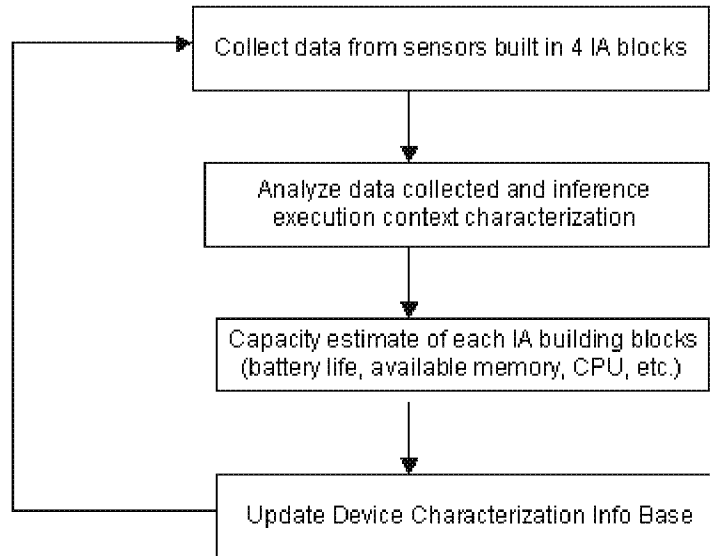 Collect data from sensors built in 4 IA blocks
Analyze data collected and inference
execution context characterization
Capacity estimate of each IA building blocks
(battery life, available memory, CPU, etc.)
Update Device Characterization Info Base